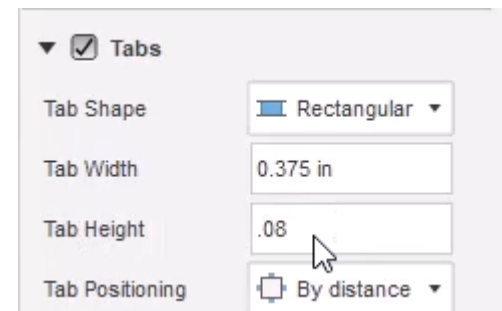 Tabs
Tab Shape Rectangular
Tab Width 0.375 in
Tab Height .08
Tab Positioning By distance